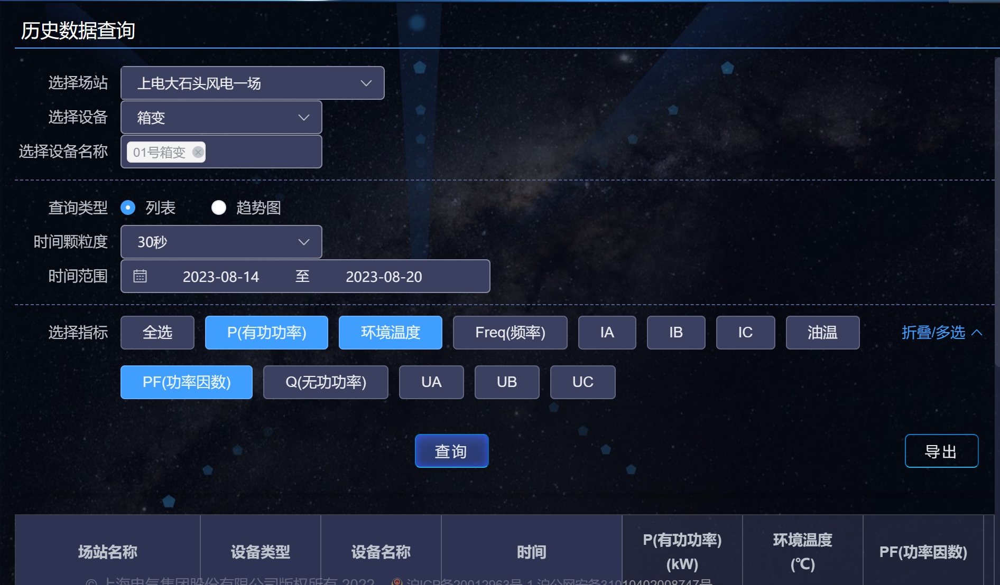 历史数据查询
选择场站 上电大石头风电一场
选择设备 箱变
选择设备名称 01号箱变
查询类型 列表 趋势图
时间颗粒度 30秒
时间范围 2023-08-14 至 2023-08-20
选择指标 全选 P(有功功率) 环境温度 Freq(频率) IA IB IC 油温 折叠/多选
PF(功率因数) Q(无功功率) UA UB UC
查询 导出
场站名称 设备类型 设备名称 时间 P(有功功率) (kW) 环境温度 (℃) PF(功率因数)
© 上海电气集团股份有限公司版权所有 2022 沪ICP备20012963号-1 沪公网安备31010402008747号